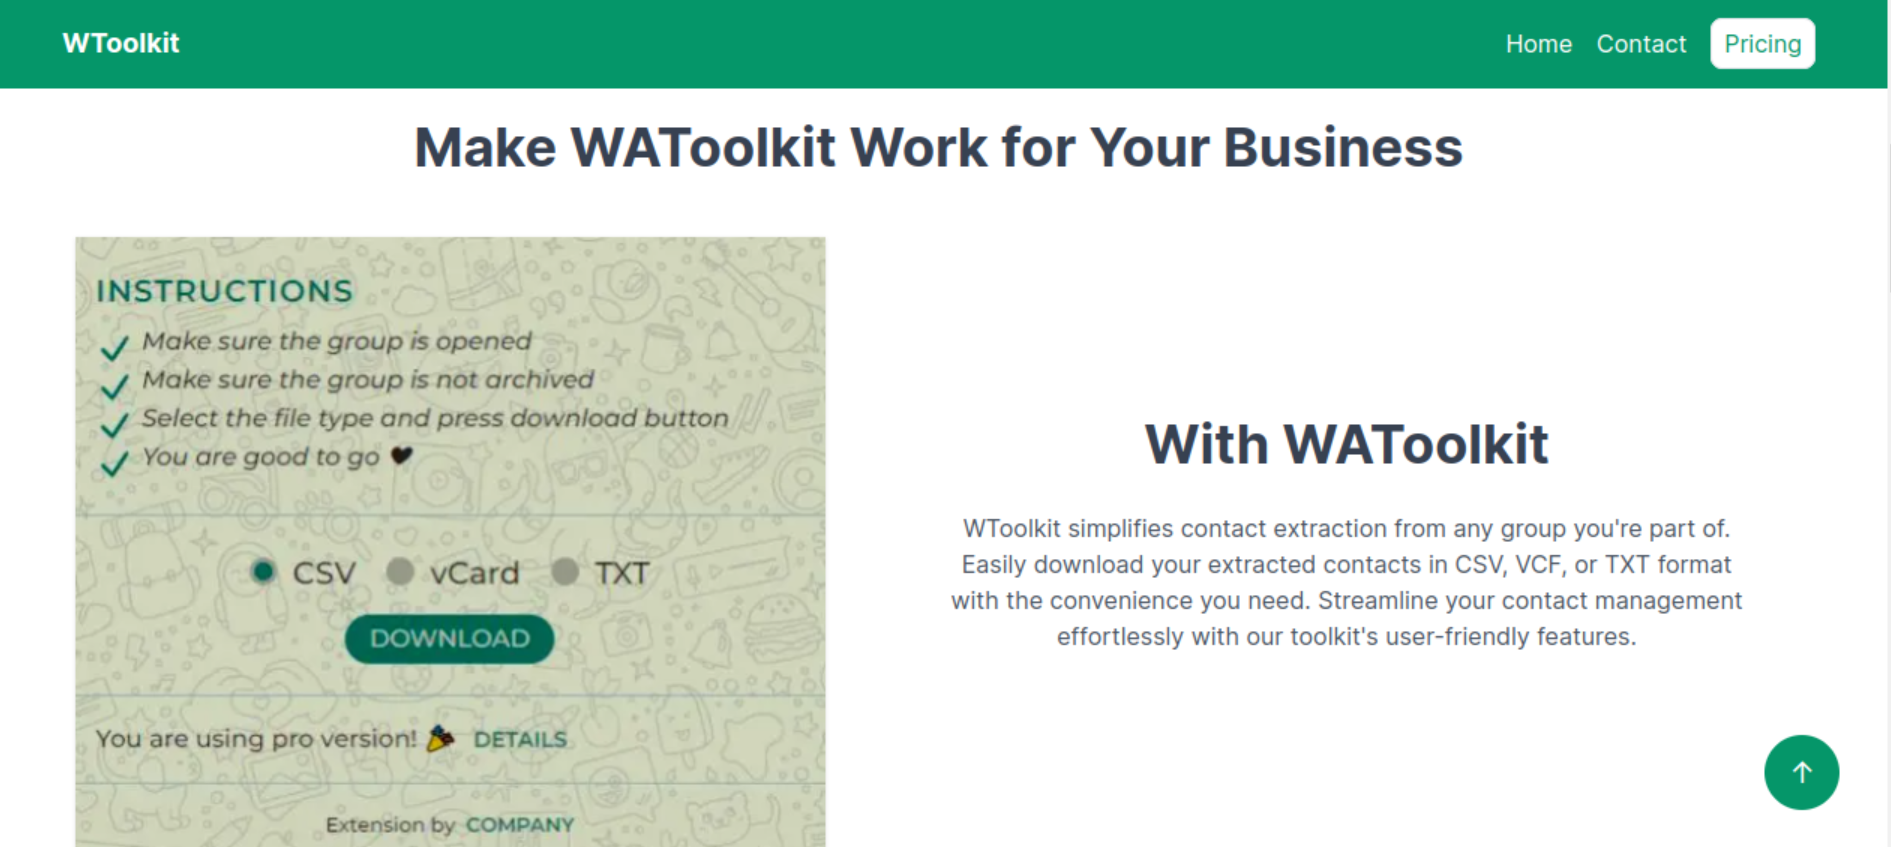 WToolkit
Home Contact Pricing
Make WAToolkit Work for Your Business
INSTRUCTIONS
Make sure the group is opened
Make sure the group is not archived
Select the file type and press download button
You are good to go 🖤
CSV vCard TXT
DOWNLOAD
You are using pro version! 🎉 DETAILS
Extension by COMPANY
With WAToolkit
WToolkit simplifies contact extraction from any group you're part of.
Easily download your extracted contacts in CSV, VCF, or TXT format
with the convenience you need. Streamline your contact management
effortlessly with our toolkit's user-friendly features.